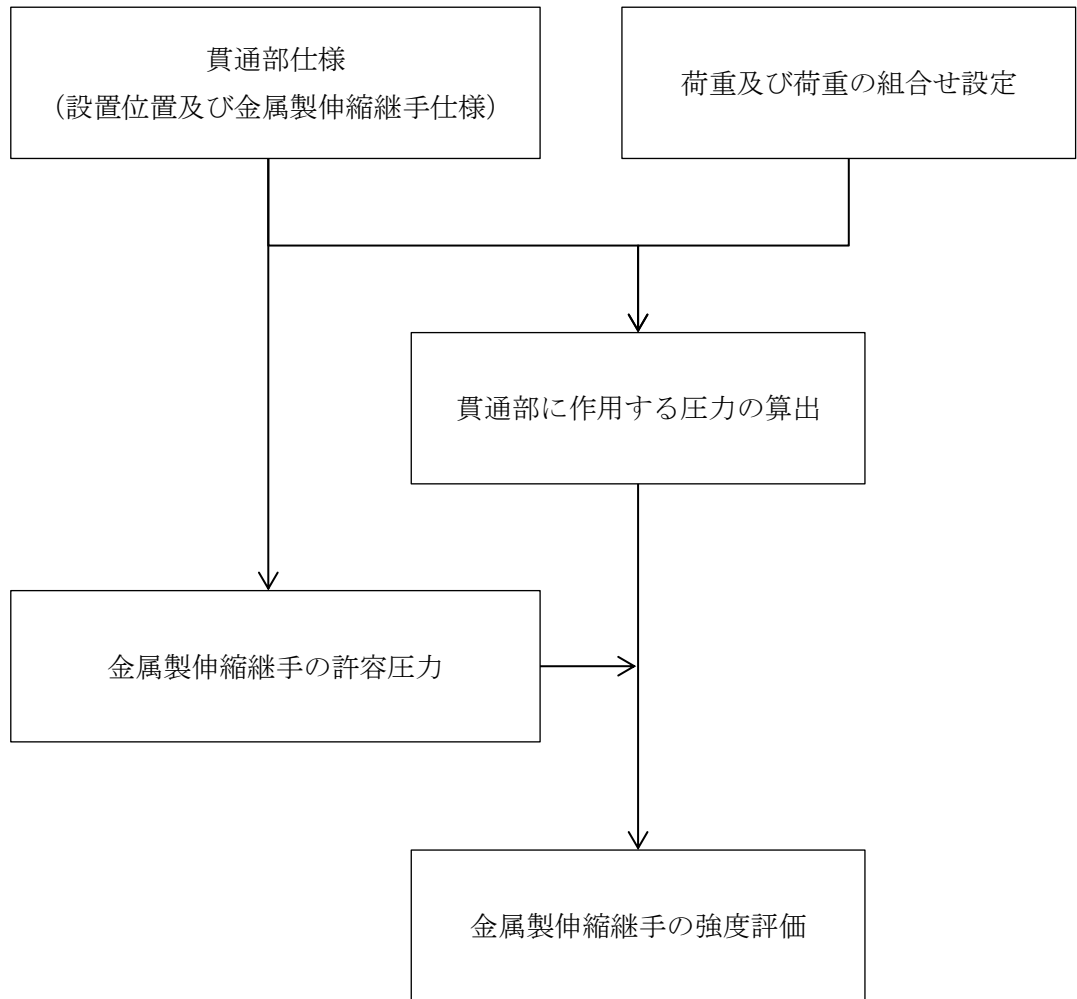 貫通部仕様
（設置位置及び金属製伸縮継手仕様）
荷重及び荷重の組合せ設定
貫通部に作用する圧力の算出
金属製伸縮継手の許容圧力
金属製伸縮継手の強度評価